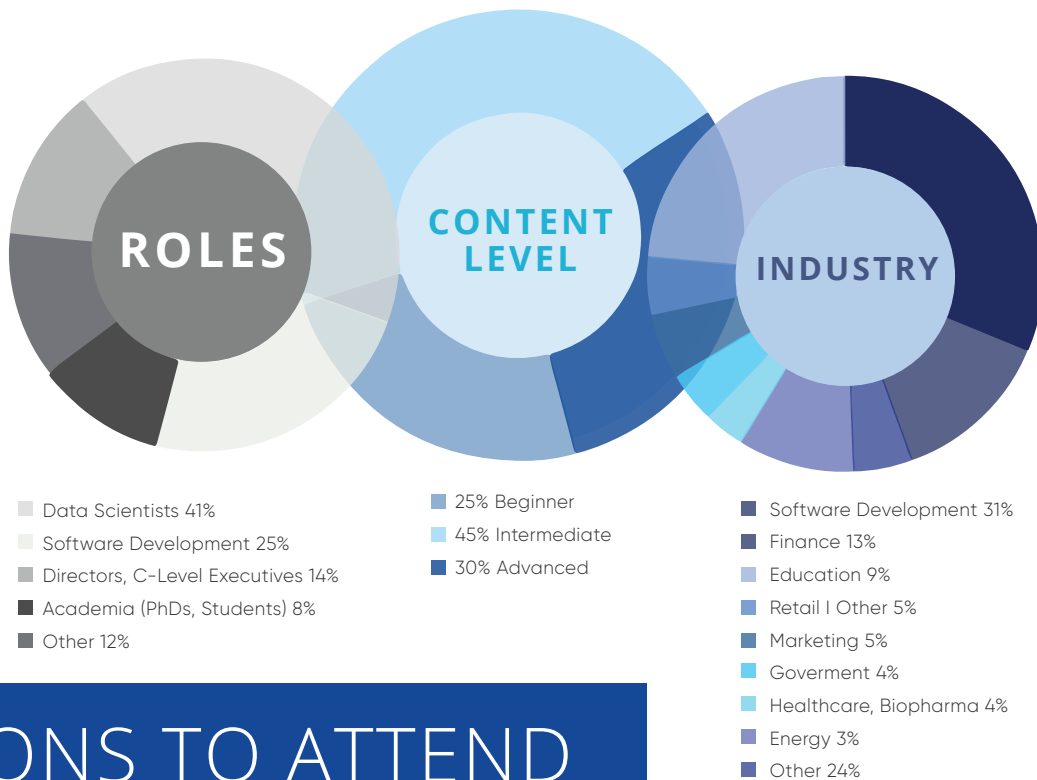 ROLES
CONTENT
LEVEL
INDUSTRY
Data Scientists 41%
Software Development 25%
Directors, C-Level Executives 14%
Academia (PhDs, Students) 8%
Other 12%
25% Beginner
45% Intermediate
30% Advanced
Software Development 31%
Finance 13%
Education 9%
Retail | Other 5%
Marketing 5%
Goverment 4%
Healthcare, Biopharma 4%
Energy 3%
Other 24%
ONS TO ATTEND